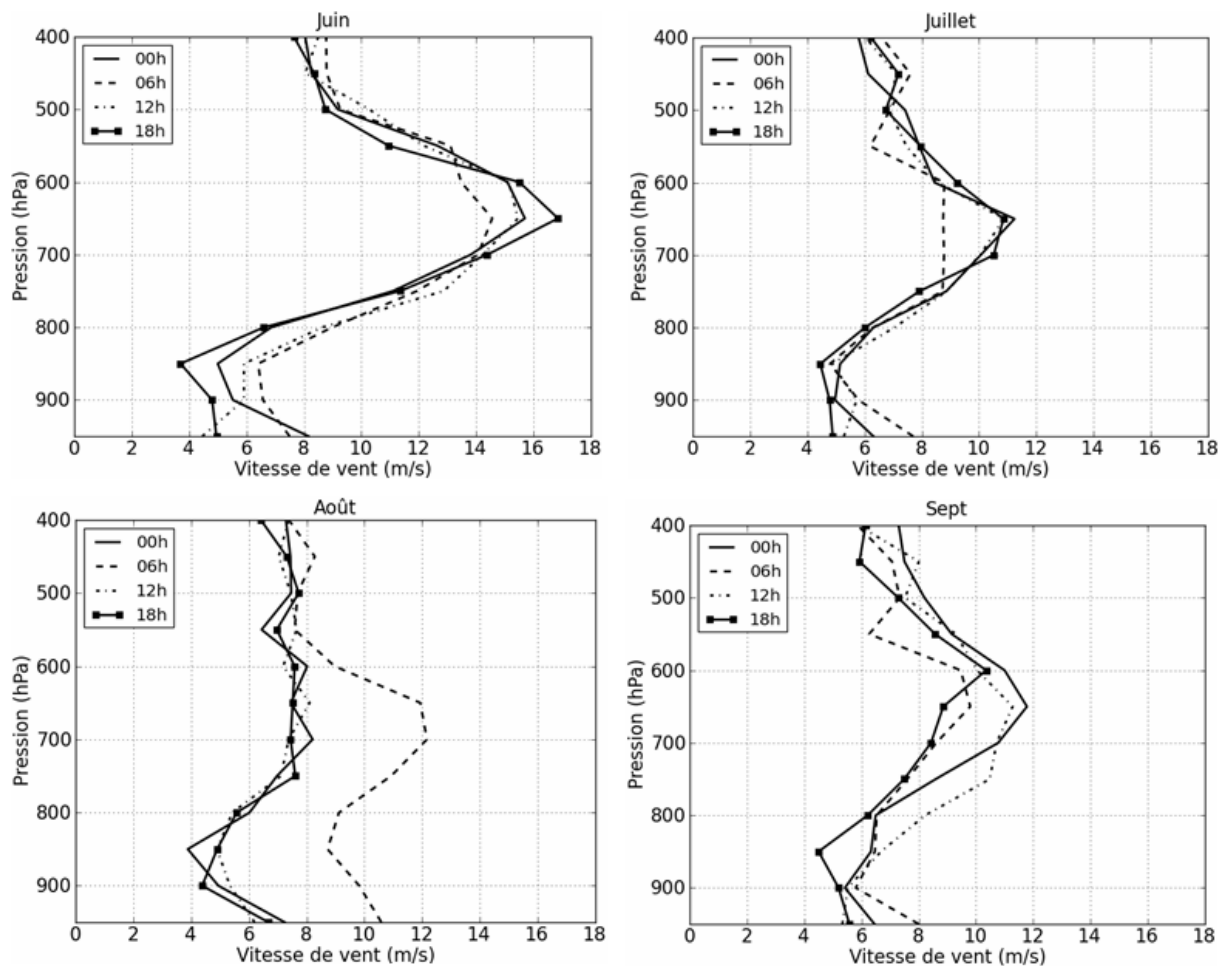 Juin
400
500
600
700
800
900
Pression (hPa)
00h
06h
12h
18h
2 4 6 8 10 12 14 16 18
Vitesse de vent (m/s)
Juillet
400
500
600
700
800
900
Pression (hPa)
00h
06h
12h
18h
0 2 4 6 8 10 12 14 16 18
Vitesse de vent (m/s)
Août
400
500
600
700
800
900
Pression (hPa)
00h
06h
12h
18h
0 2 4 6 8 10 12 14 16 18
Vitesse de vent (m/s)
Sept
400
500
600
700
800
900
Pression (hPa)
00h
06h
12h
18h
0 2 4 6 8 10 12 14 16 18
Vitesse de vent (m/s)